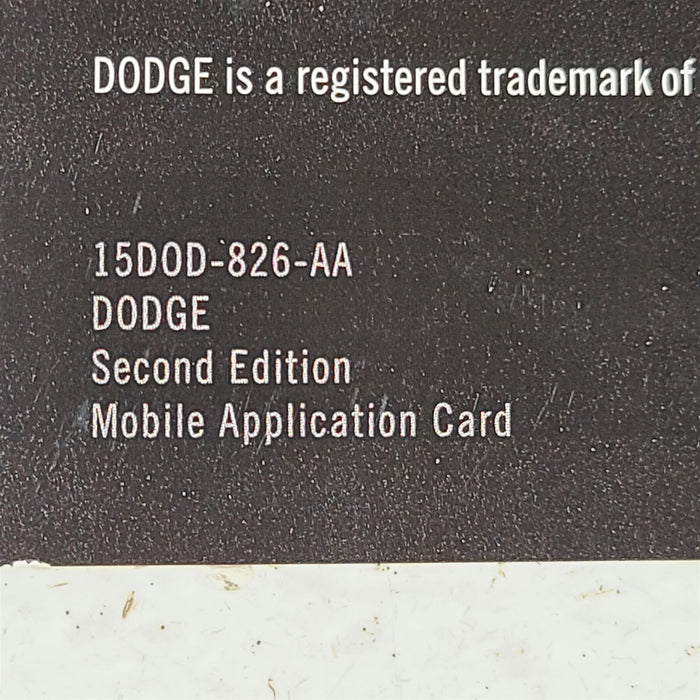 DODGE is a registered trademark of
15DOD-826-AA
DODGE
Second Edition
Mobile Application Card